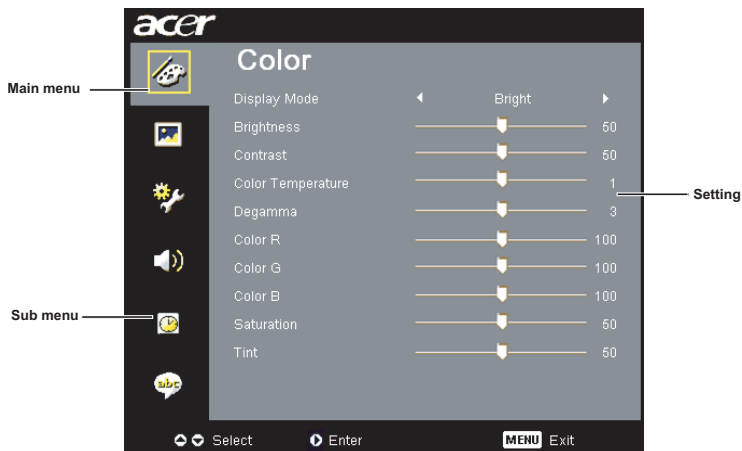 acer
Color
Main menu
Display Mode Bright
Brightness 50
Contrast 50
Color Temperature 1
Setting
Degamma 3
Color R 100
Color G 100
Color B 100
Sub menu
Saturation 50
Tint 50
abc
Select Enter MENU Exit